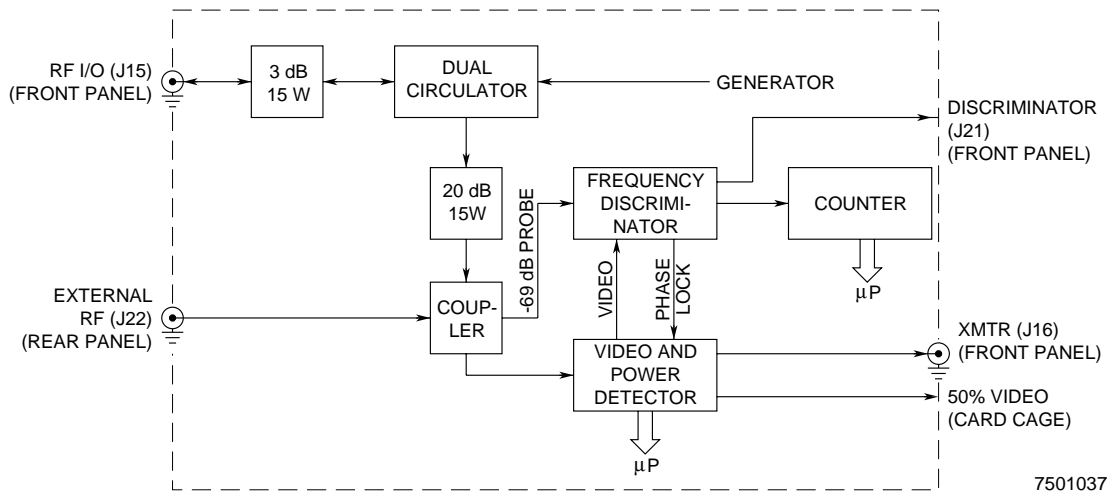 RF I/O (J15)
(FRONT PANEL)
3 dB
15 W
DUAL
CIRCULATOR
GENERATOR
DISCRIMINATOR
(J21)
(FRONT PANEL)
20 dB
15W
-69 dB PROBE
FREQUENCY
DISCRIMI-
NATOR
COUNTER
μP
EXTERNAL
RF (J22)
(REAR PANEL)
COUP-
LER
VIDEO
PHASE
LOCK
VIDEO AND
POWER
DETECTOR
XMTR (J16)
(FRONT PANEL)
50% VIDEO
(CARD CAGE)
μP
7501037